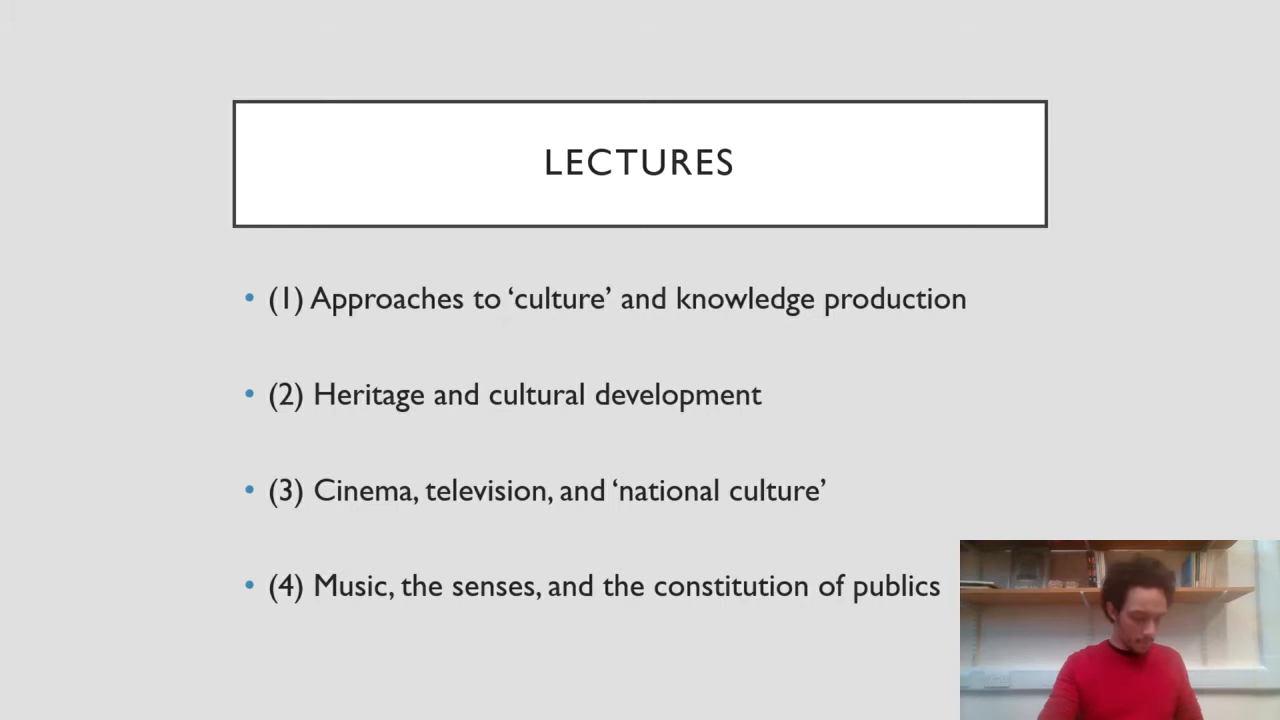 LECTURES
• (1) Approaches to ‘culture’ and knowledge production
• (2) Heritage and cultural development
• (3) Cinema, television, and ‘national culture’
• (4) Music, the senses, and the constitution of publics